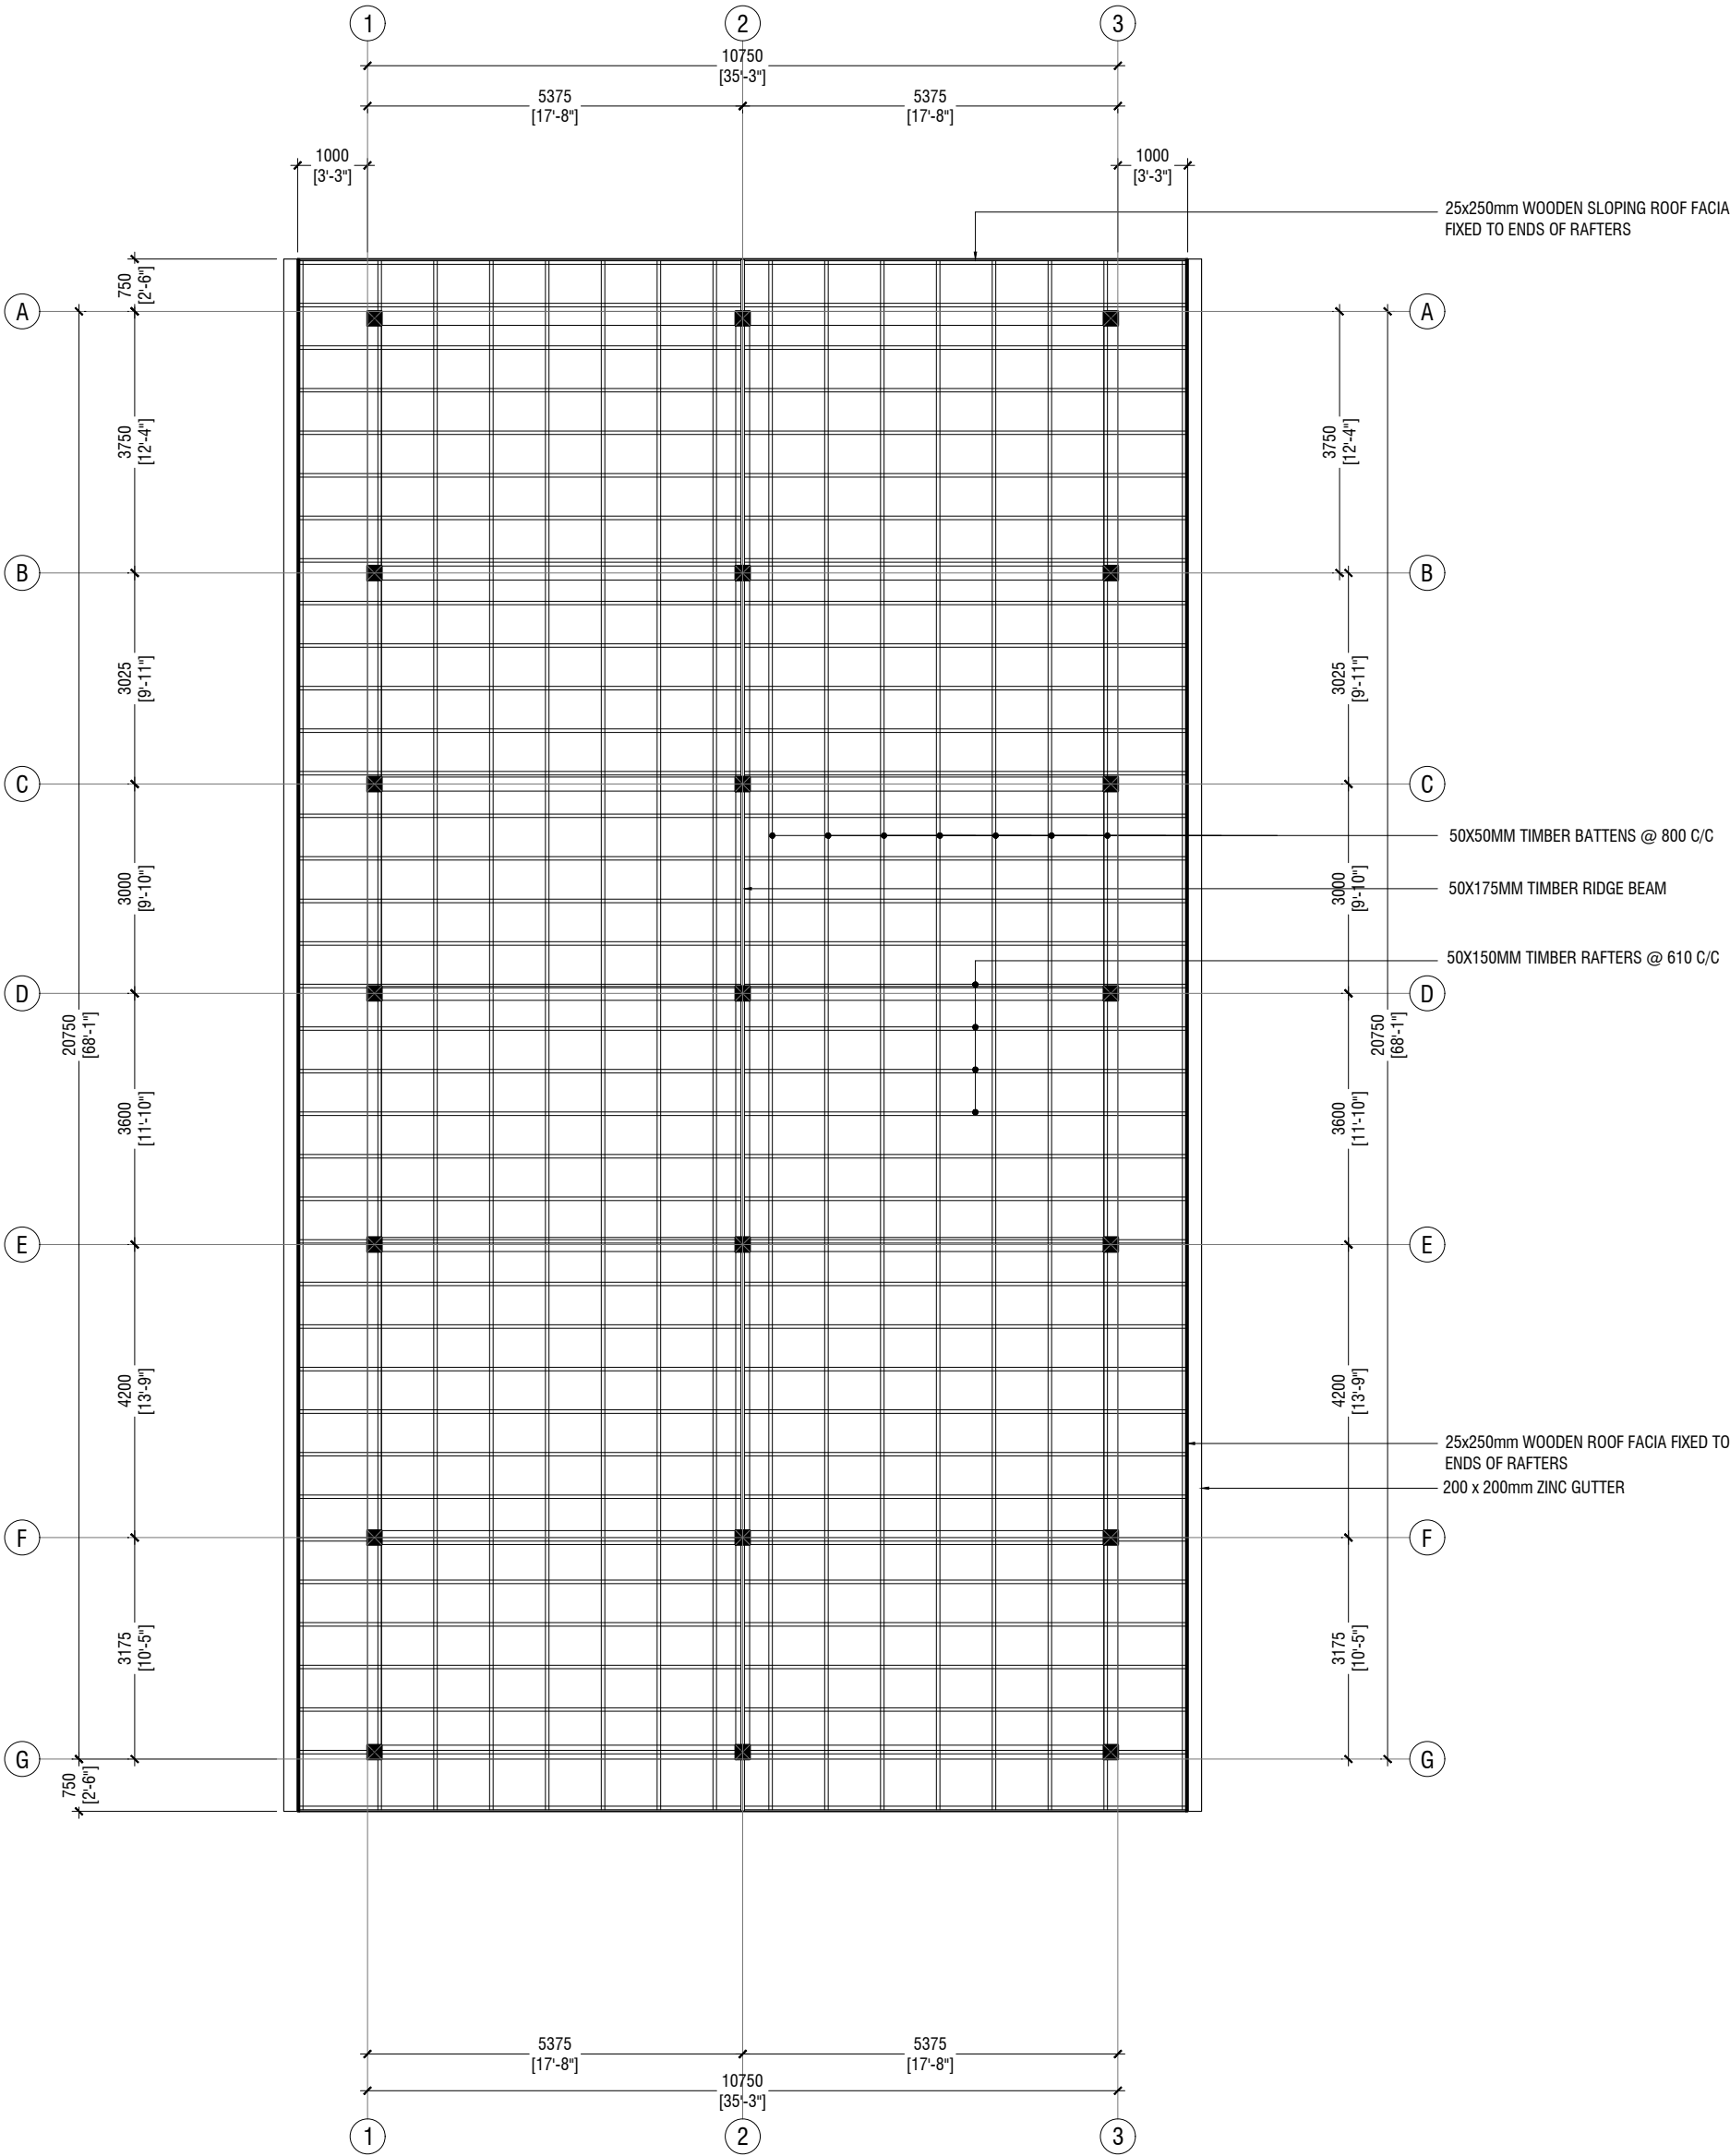 1
2
3
10750
[35'-3"]
5375
[17'-8"]
5375
[17'-8"]
1000
[3'-3"]
1000
[3'-3"]
25x250mm WOODEN SLOPING ROOF FACIA
FIXED TO ENDS OF RAFTERS
750
[2'-6"]
A
A
3750
[12'-4"]
3750
[12'-4"]
B
B
3025
[9'-11"]
3025
[9'-11"]
C
C
50X50MM TIMBER BATTENS @ 800 C/C
3000
[9'-10"]
3000
[9'-10"]
50X175MM TIMBER RIDGE BEAM
50X150MM TIMBER RAFTERS @ 610 C/C
D
D
20750
[68'-1"]
20750
[68'-1"]
3600
[11'-10"]
3600
[11'-10"]
E
E
4200
[13'-9"]
4200
[13'-9"]
25x250mm WOODEN ROOF FACIA FIXED TO
ENDS OF RAFTERS
200 x 200mm ZINC GUTTER
F
F
3175
[10'-5"]
3175
[10'-5"]
G
G
750
[2'-6"]
5375
[17'-8"]
5375
[17'-8"]
10750
[35'-3"]
1
2
3